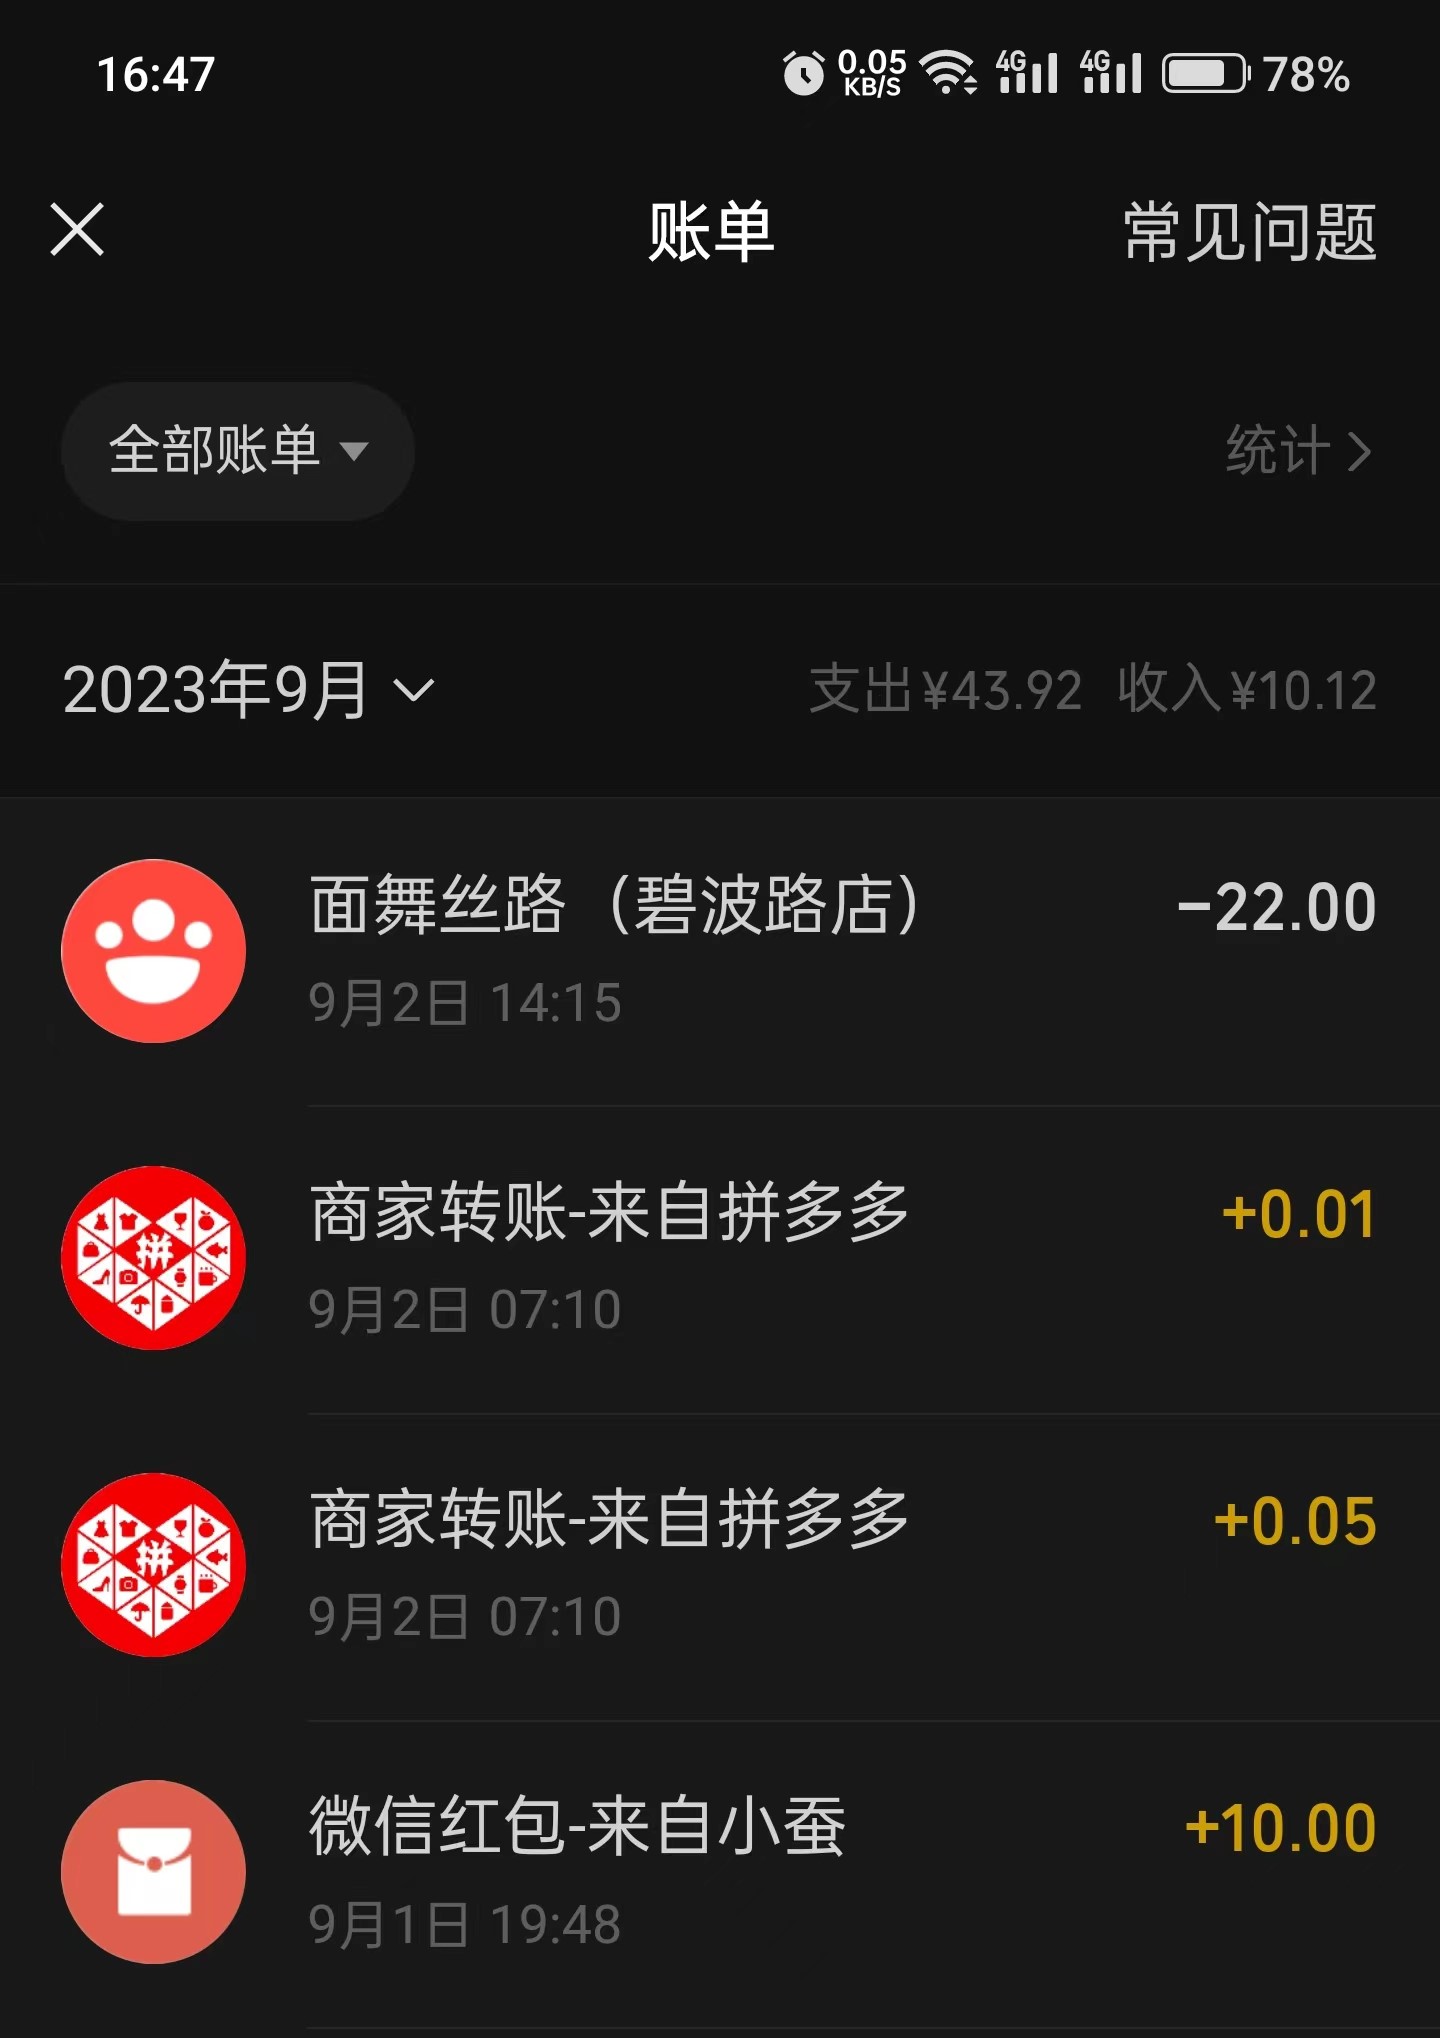 16:47
0.05
KB/S
4G
4G
78%
账单
常见问题
全部账单
统计
2023年9月
支出¥43.92 收入¥10.12
面舞丝路（碧波路店） -22.00
9月2日 14:15
拼
商家转账-来自拼多多 +0.01
9月2日 07:10
拼
商家转账-来自拼多多 +0.05
9月2日 07:10
微信红包-来自小蚕 +10.00
9月1日 19:48